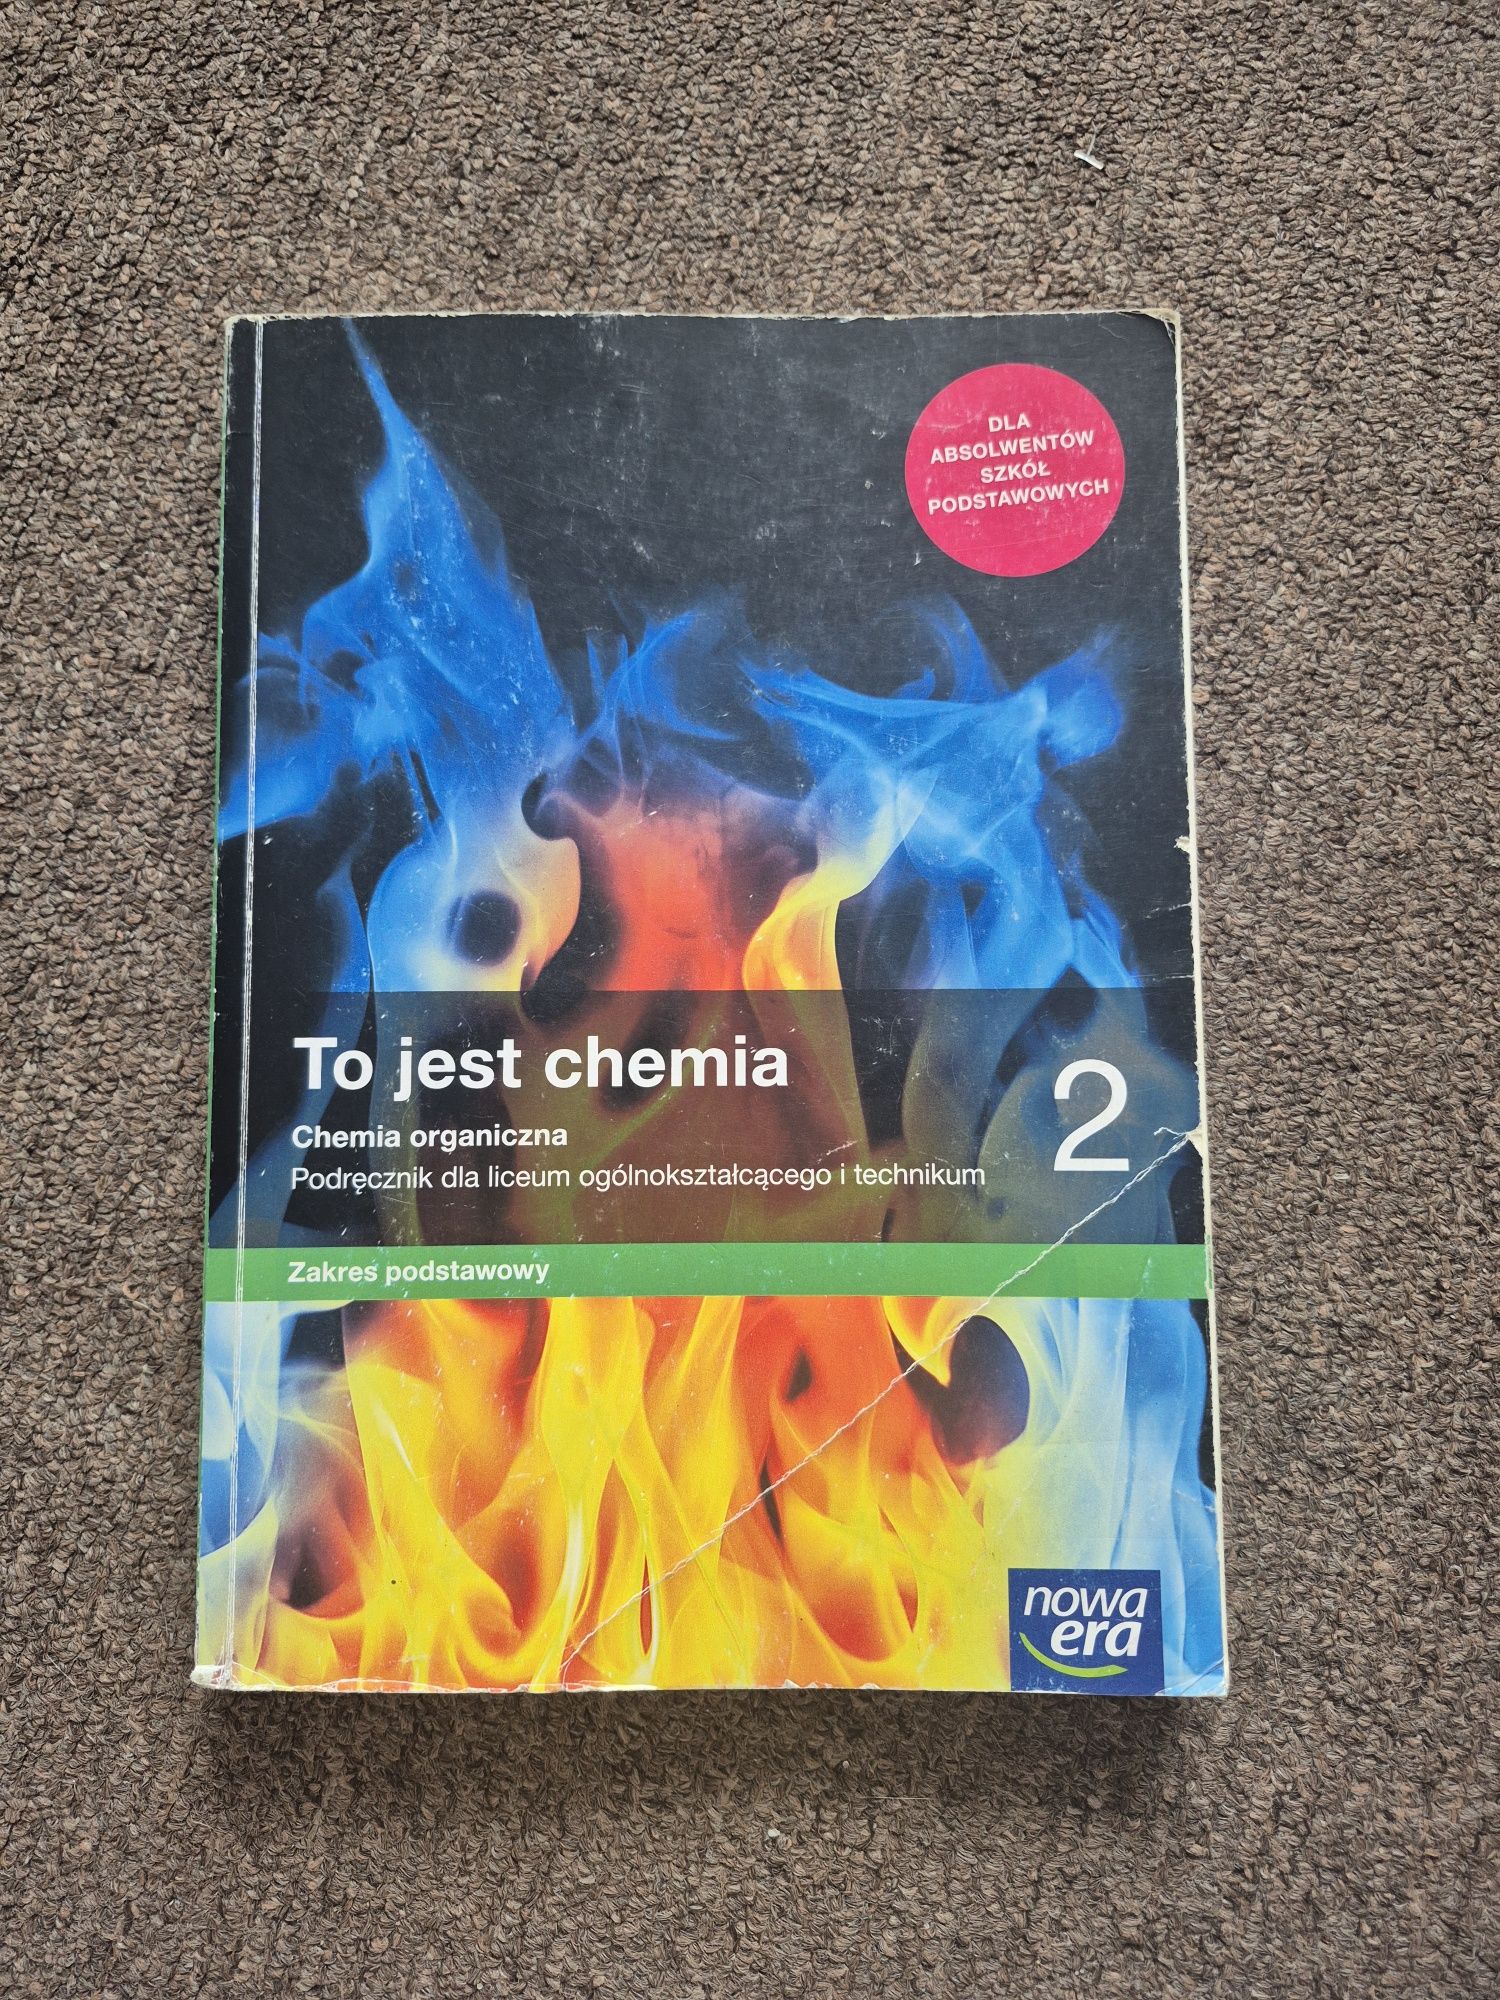 DLA
ABSOLWENTÓW
SZKÓŁ
PODSTAWOWYCH
To jest chemia
2
Chemia organiczna
Podręcznik dla liceum ogólnokształcącego i technikum
Zakres podstawowy
nowa
era